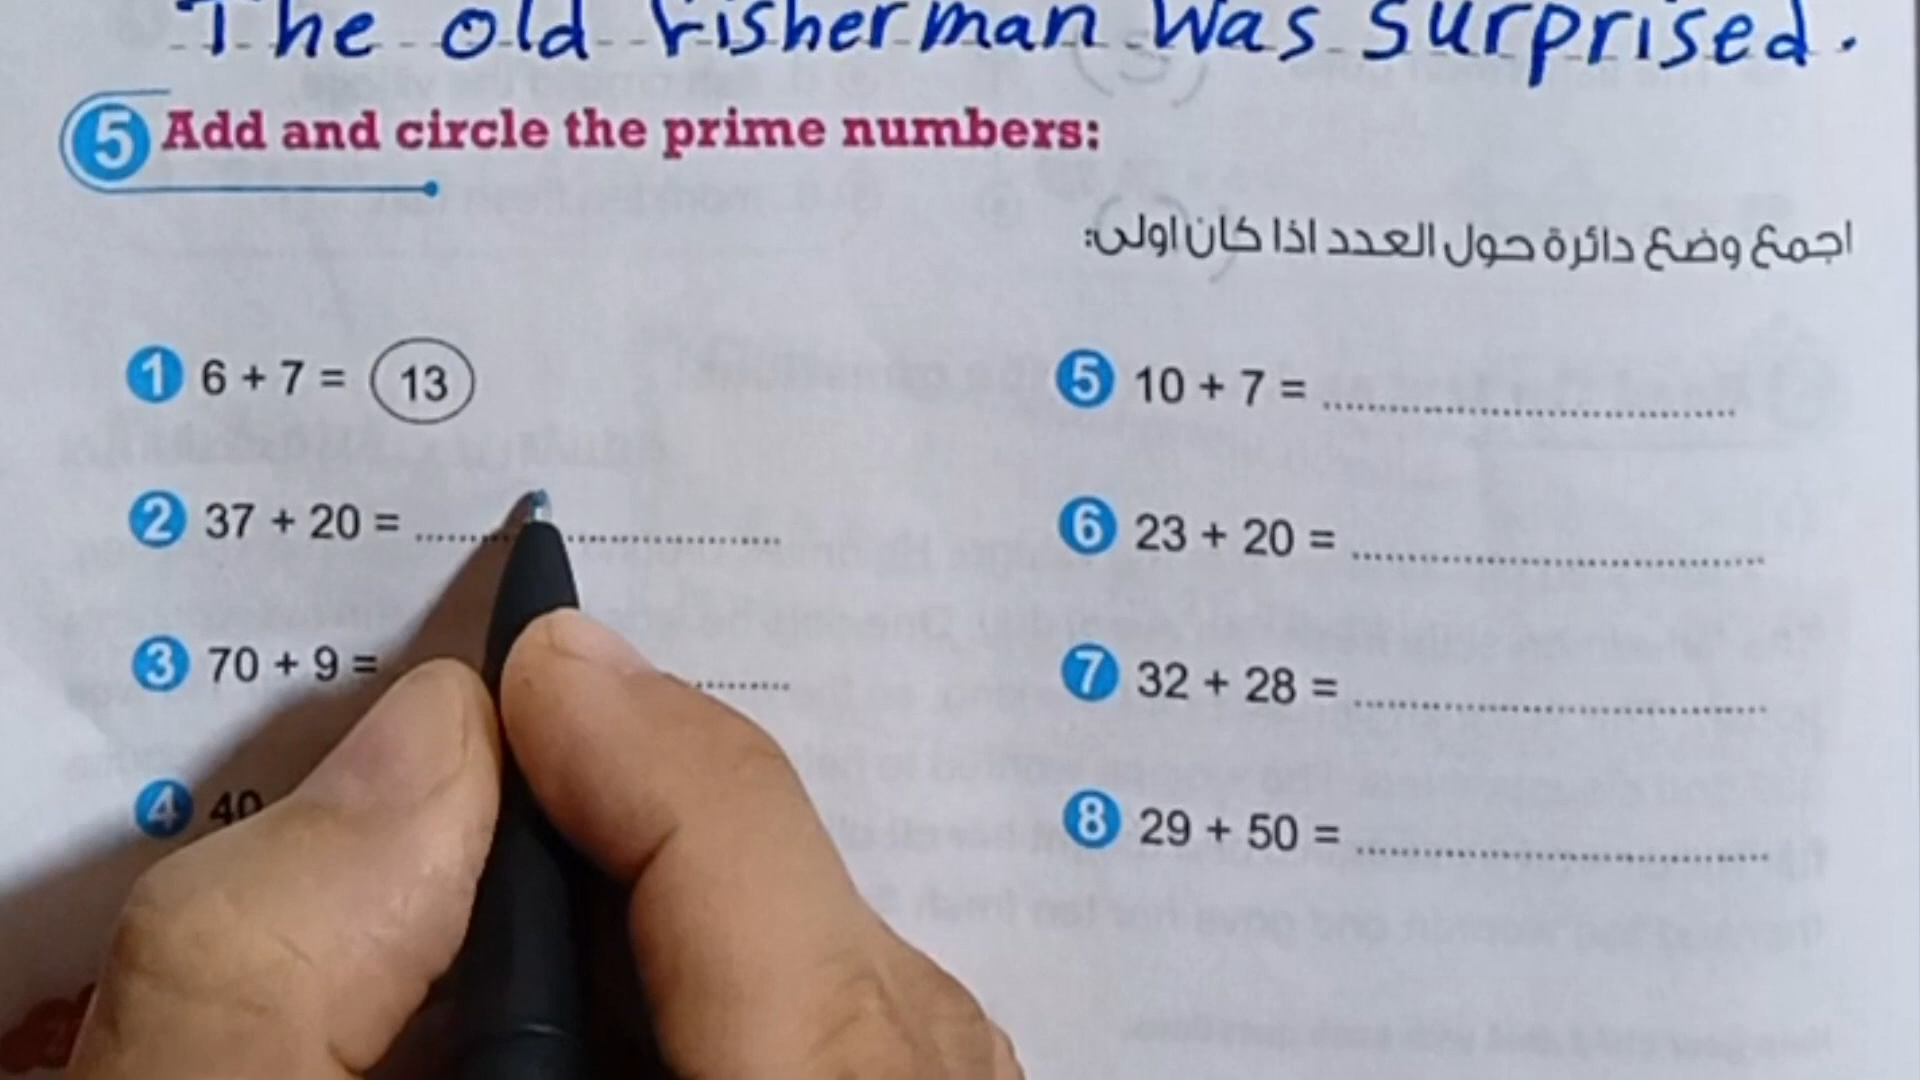 The old fisherman was surprised.
5 Add and circle the prime numbers:
اجمع وضع دائرة حول العدد اذا كان اولى:
1 6 + 7 = 13
5 10 + 7 = ........................
2 37 + 20 = ........................
6 23 + 20 = ........................
3 70 + 9 = ........................
7 32 + 28 = ........................
4 40
8 29 + 50 = ........................